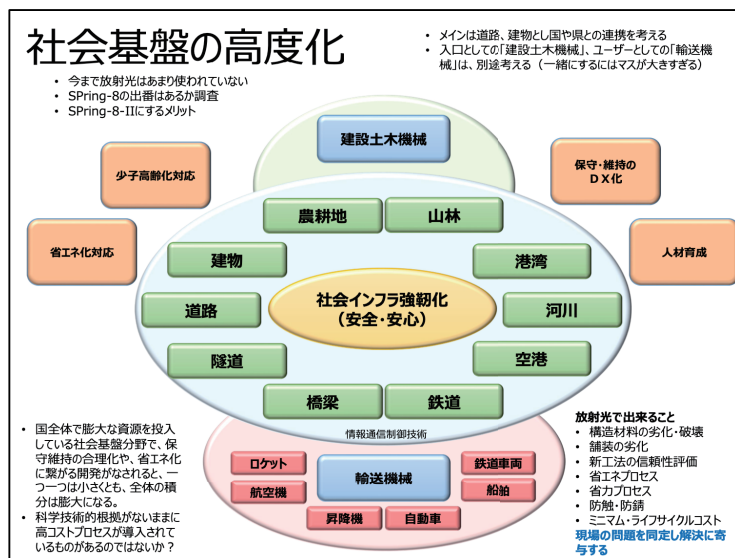 社会基盤の高度化
• 今まで放射光はあまり使われていない
• SPring-8の出番はあるか調査
• SPring-8-IIにするメリット
• メインは道路、建物とし国や県との連携を考える
• 入口としての「建設土木機械」、ユーザーとしての「輸送機
械」は、別途考える（一緒にするにはマスが大きすぎる）
建設土木機械
少子高齢化対応
保守・維持の
ＤＸ化
省エネ化対応
人材育成
農耕地
山林
建物
港湾
道路
社会インフラ強靭化
（安全・安心）
河川
隧道
空港
橋梁
鉄道
情報通信制御技術
ロケット
航空機
輸送機械
鉄道車両
船舶
昇降機
自動車
• 国全体で膨大な資源を投入
している社会基盤分野で、保
守維持の合理化や、省エネ化
に繋がる開発がなされると、一
つ一つは小さくとも、全体の積
分は膨大になる。
• 科学技術的根拠がないままに
高コストプロセスが導入されて
いるものがあるのではないか？
放射光で出来ること
• 構造材料の劣化・破壊
• 舗装の劣化
• 新工法の信頼性評価
• 省エネプロセス
• 省力プロセス
• 防触・防錆
• ミニマム・ライフサイクルコスト
現場の問題を同定し解決に寄
与する